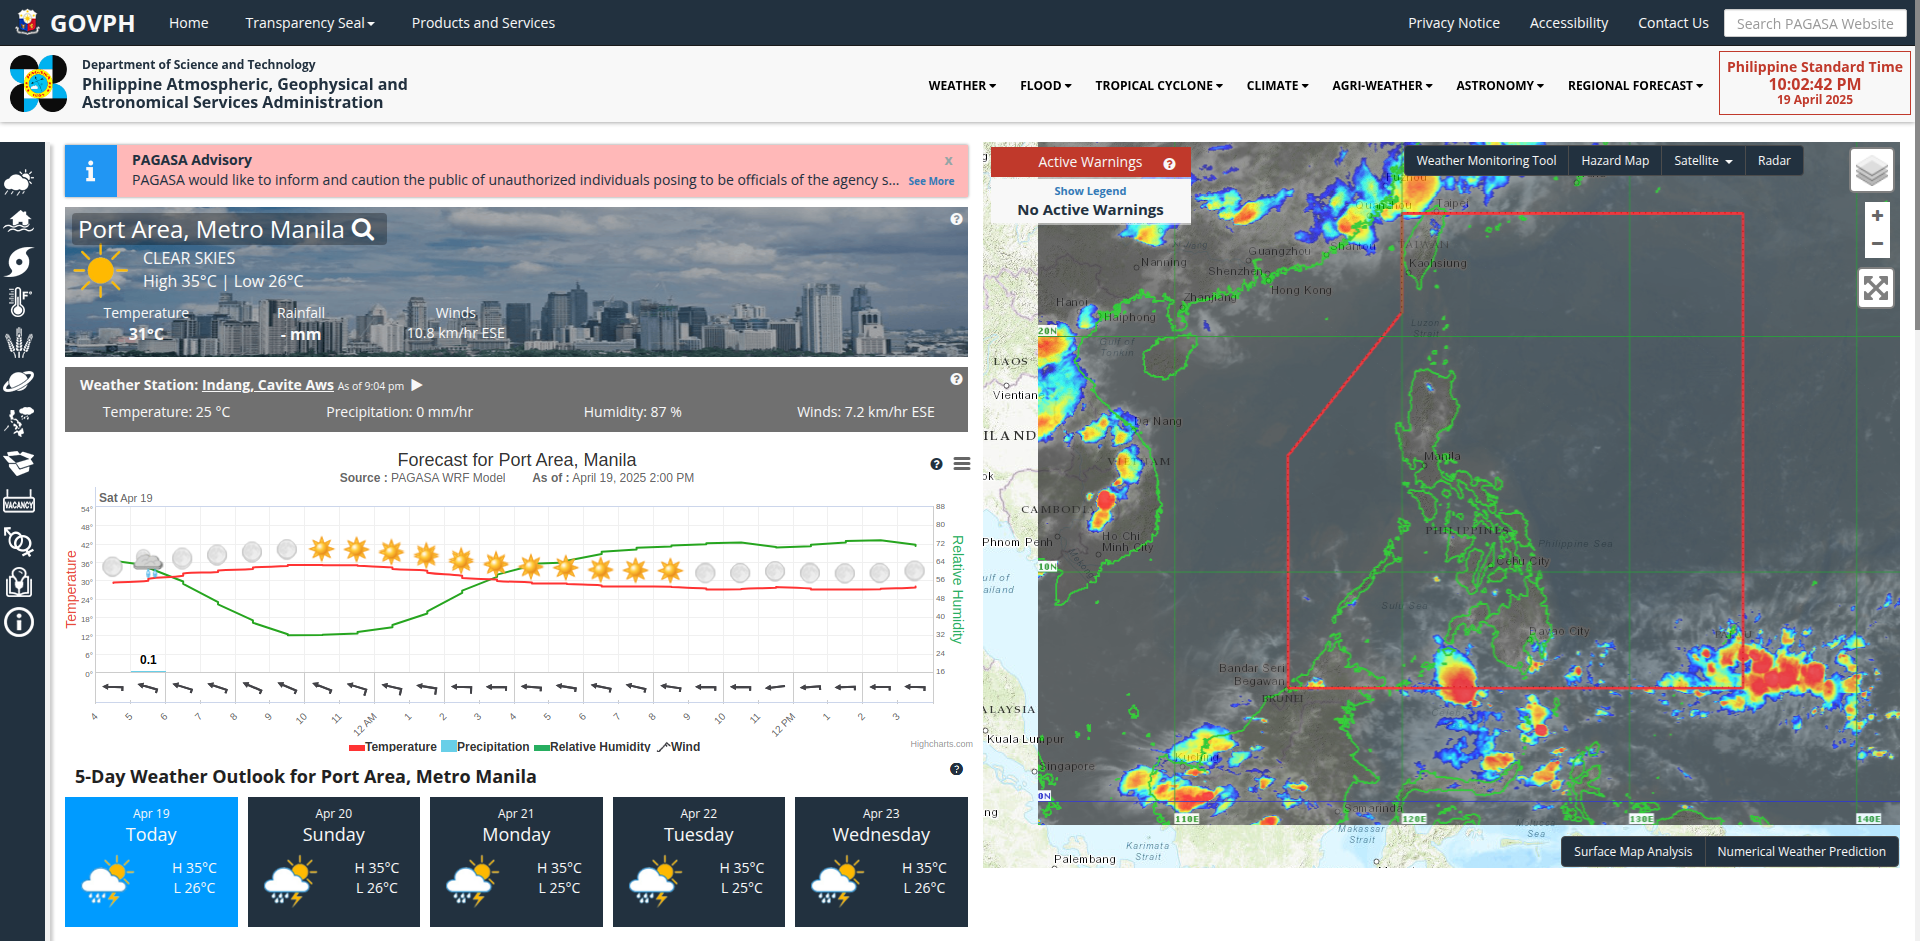 GOVPH
Home
Transparency Seal
Products and Services
Privacy Notice
Accessibility
Contact Us
Search PAGASA Website
Department of Science and Technology
Philippine Atmospheric, Geophysical and
Astronomical Services Administration
WEATHER
FLOOD
TROPICAL CYCLONE
CLIMATE
AGRI-WEATHER
ASTRONOMY
REGIONAL FORECAST
Philippine Standard Time
10:02:42 PM
19 April 2025
VACANCY
PAGASA Advisory
x
PAGASA would like to inform and caution the public of unauthorized individuals posing to be officials of the agency s... See More
Port Area, Metro Manila
CLEAR SKIES
High 35°C | Low 26°C
Temperature
31°C
Rainfall
- mm
Winds
10.8 km/hr ESE
Weather Station: Indang, Cavite Aws As of 9:04 pm
Temperature: 25 °C
Precipitation: 0 mm/hr
Humidity: 87 %
Winds: 7.2 km/hr ESE
Forecast for Port Area, Manila
Source : PAGASA WRF Model As of : April 19, 2025 2:00 PM
Sat Apr 19
Temperature
54°
48°
42°
36°
30°
24°
18°
12°
6°
0°
0.1
88
80
72
64
56
48
40
32
24
16
Relative Humidity
4 5 6 7 8 9 10 11 12 AM 1 2 3 4 5 6 7 8 9 10 11 12 PM 1 2 3
Temperature Precipitation Relative Humidity Wind
Highcharts.com
5-Day Weather Outlook for Port Area, Metro Manila
Apr 19
Today
H 35°C
L 26°C
Apr 20
Sunday
H 35°C
L 26°C
Apr 21
Monday
H 35°C
L 25°C
Apr 22
Tuesday
H 35°C
L 25°C
Apr 23
Wednesday
H 35°C
L 26°C
Active Warnings
Show Legend
No Active Warnings
Weather Monitoring Tool
Hazard Map
Satellite
Radar
+
−
Taipei
TAIWAN
Kaohsiung
Shantou
Guangzhou
Shenzhen
Hong Kong
Nanning
Zhanjiang
Hanoi
Haiphong
Gulf of
Tonkin
Luzon
Strait
20N
LAOS
Vientian
Da Nang
ILAND
VIETNAM
Manila
CAMBODI
Phnom Penh
Ho Chi
Minh City
PHILIPPINES
Philippine Sea
Cebu City
10N
ulf of
ailand
Sulu Sea
Davao City
PALAU
Bandar Seri
Begawan
BRUNEI
ALAYSIA
Kuala Lumpur
Kuching
Singapore
0N
ng
Samarinda
110E
120E
130E
140E
Makassar
Strait
Molucca
Sea
Karimata
Strait
Palembang
Surface Map Analysis
Numerical Weather Prediction